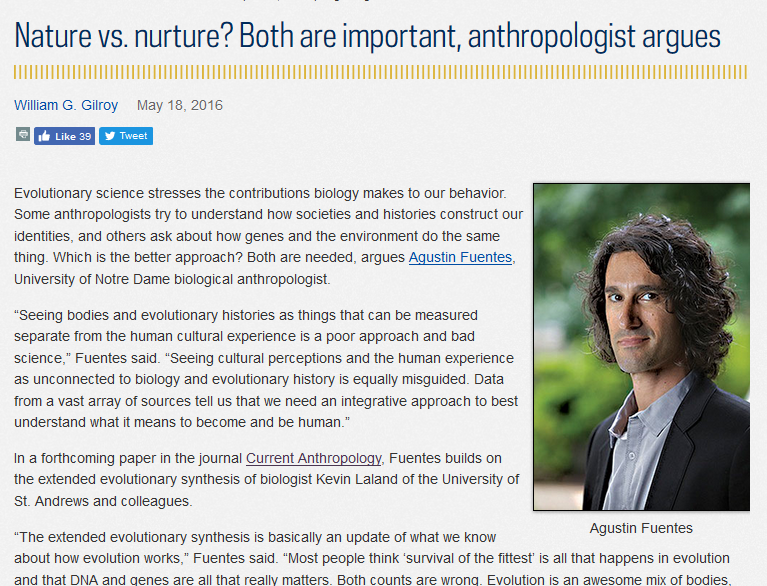 Nature vs. nurture? Both are important, anthropologist argues
William G. Gilroy May 18, 2016
Like 39 Tweet
Evolutionary science stresses the contributions biology makes to our behavior.
Some anthropologists try to understand how societies and histories construct our
identities, and others ask about how genes and the environment do the same
thing. Which is the better approach? Both are needed, argues Agustin Fuentes,
University of Notre Dame biological anthropologist.
“Seeing bodies and evolutionary histories as things that can be measured
separate from the human cultural experience is a poor approach and bad
science,” Fuentes said. “Seeing cultural perceptions and the human experience
as unconnected to biology and evolutionary history is equally misguided. Data
from a vast array of sources tell us that we need an integrative approach to best
understand what it means to become and be human.”
In a forthcoming paper in the journal Current Anthropology, Fuentes builds on
the extended evolutionary synthesis of biologist Kevin Laland of the University of
St. Andrews and colleagues.
Agustin Fuentes
“The extended evolutionary synthesis is basically an update of what we know
about how evolution works,” Fuentes said. “Most people think ‘survival of the fittest’ is all that happens in evolution
and that DNA and genes are all that really matters. Both counts are wrong. Evolution is an awesome mix of bodies,